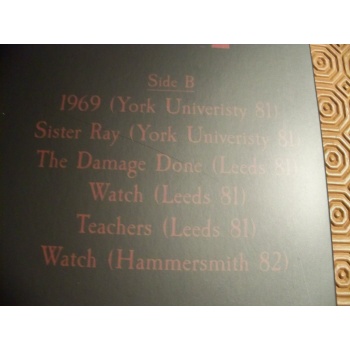 Side B
1969 (York Univeristy 81)
Sister Ray (York Univeristy 81
The Damage Done (Leeds 81)
Watch (Leeds 81)
Teachers (Leeds 81)
Watch (Hammersmith 82)